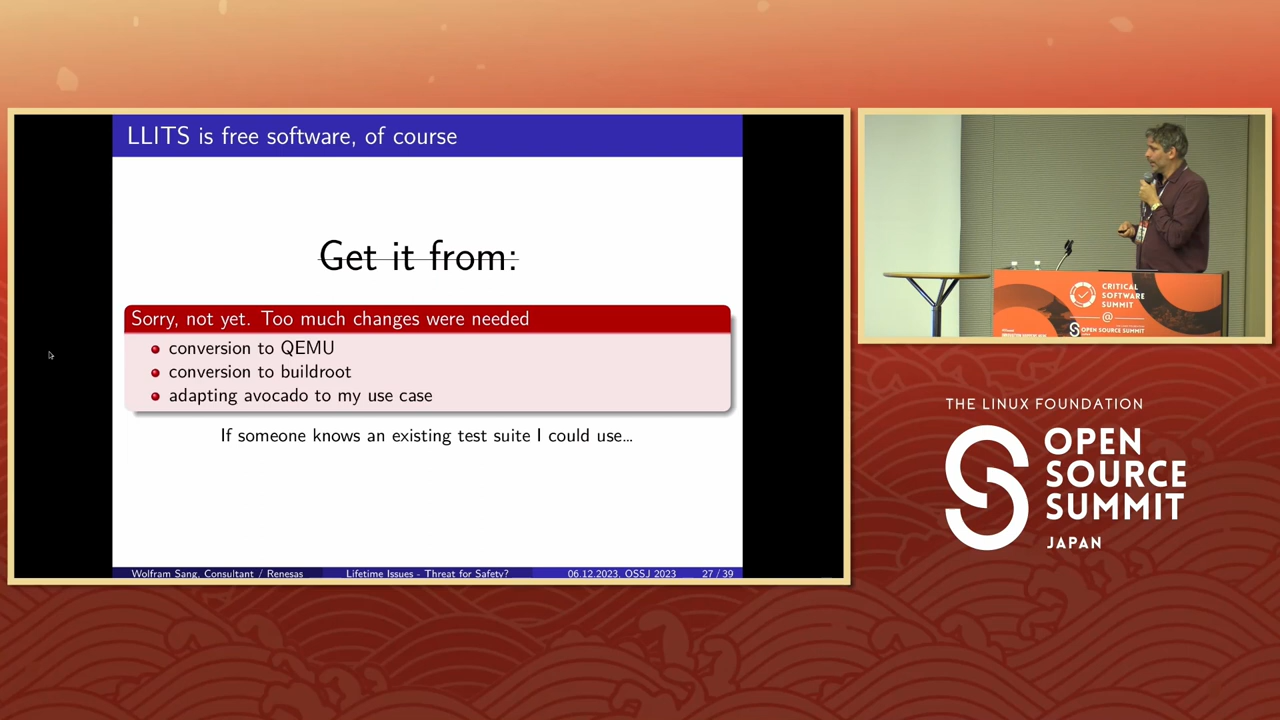 LLITS is free software, of course
Get it from:
Sorry, not yet. Too much changes were needed
conversion to QEMU
conversion to buildroot
adapting avocado to my use case
If someone knows an existing test suite I could use...
Wolfram Sang, Consultant / Renesas
Lifetime Issues - Threat for Safety?
06.12.2023, OSSJ 2023
27 / 39
CRITICAL
SOFTWARE
SUMMIT
@
OPEN SOURCE SUMMIT
THE LINUX FOUNDATION
OPEN
SOURCE
SUMMIT
JAPAN